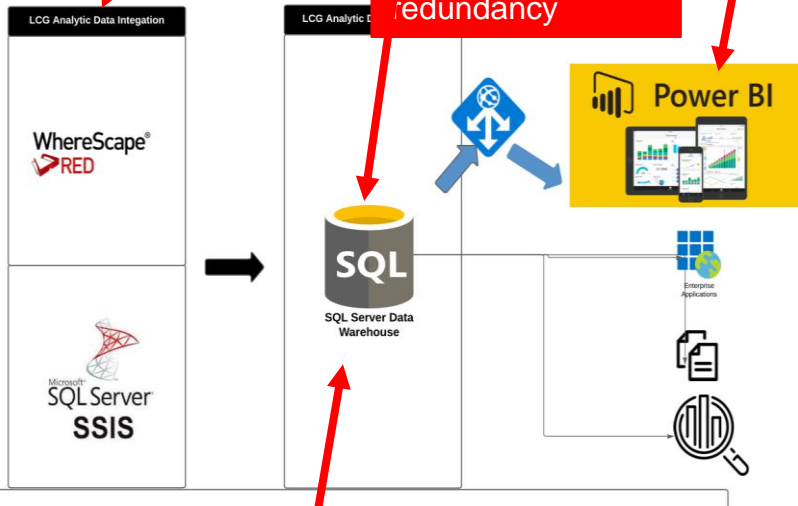 redundancy
LCG Analytic Data Integation
LCG Analytic
Power BI
WhereScape®
RED
SQL
SQL Server Data
Warehouse
Enterprise
Applications
Microsoft®
SQL Server
SSIS